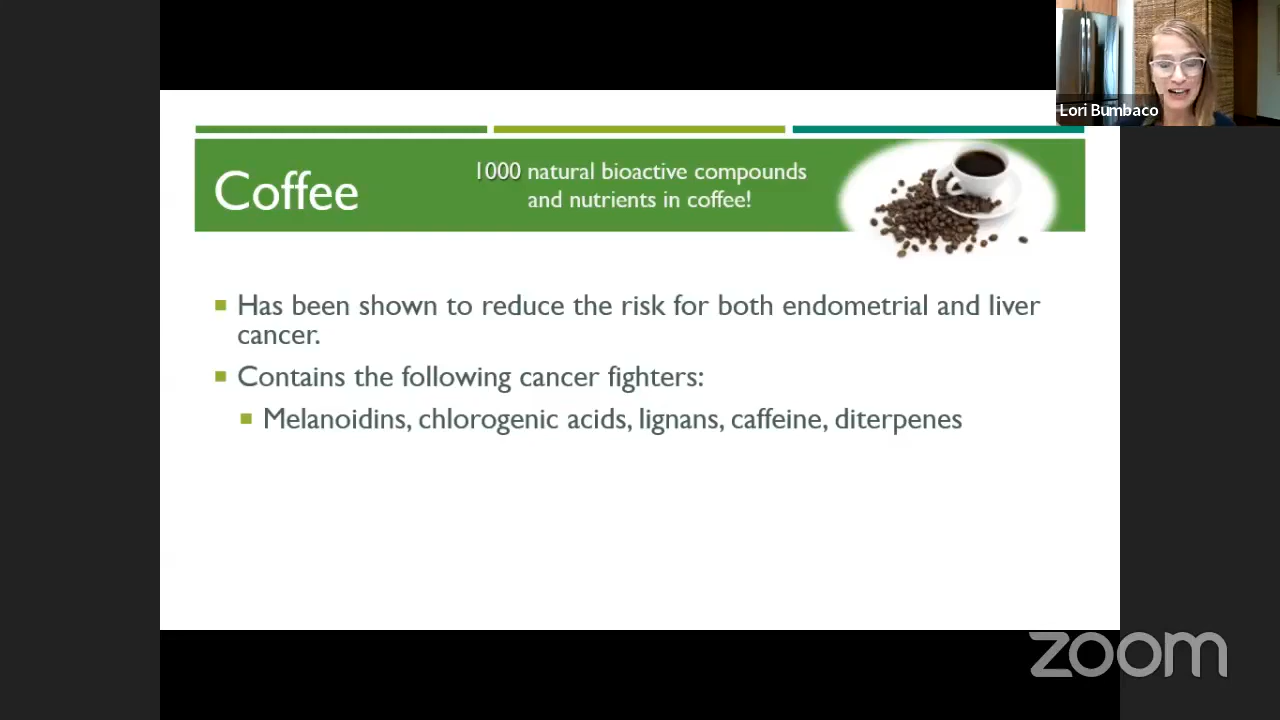 Lori Bumbaco
Coffee
1000 natural bioactive compounds
and nutrients in coffee!
Has been shown to reduce the risk for both endometrial and liver
cancer.
Contains the following cancer fighters:
Melanoidins, chlorogenic acids, lignans, caffeine, diterpenes
zoom